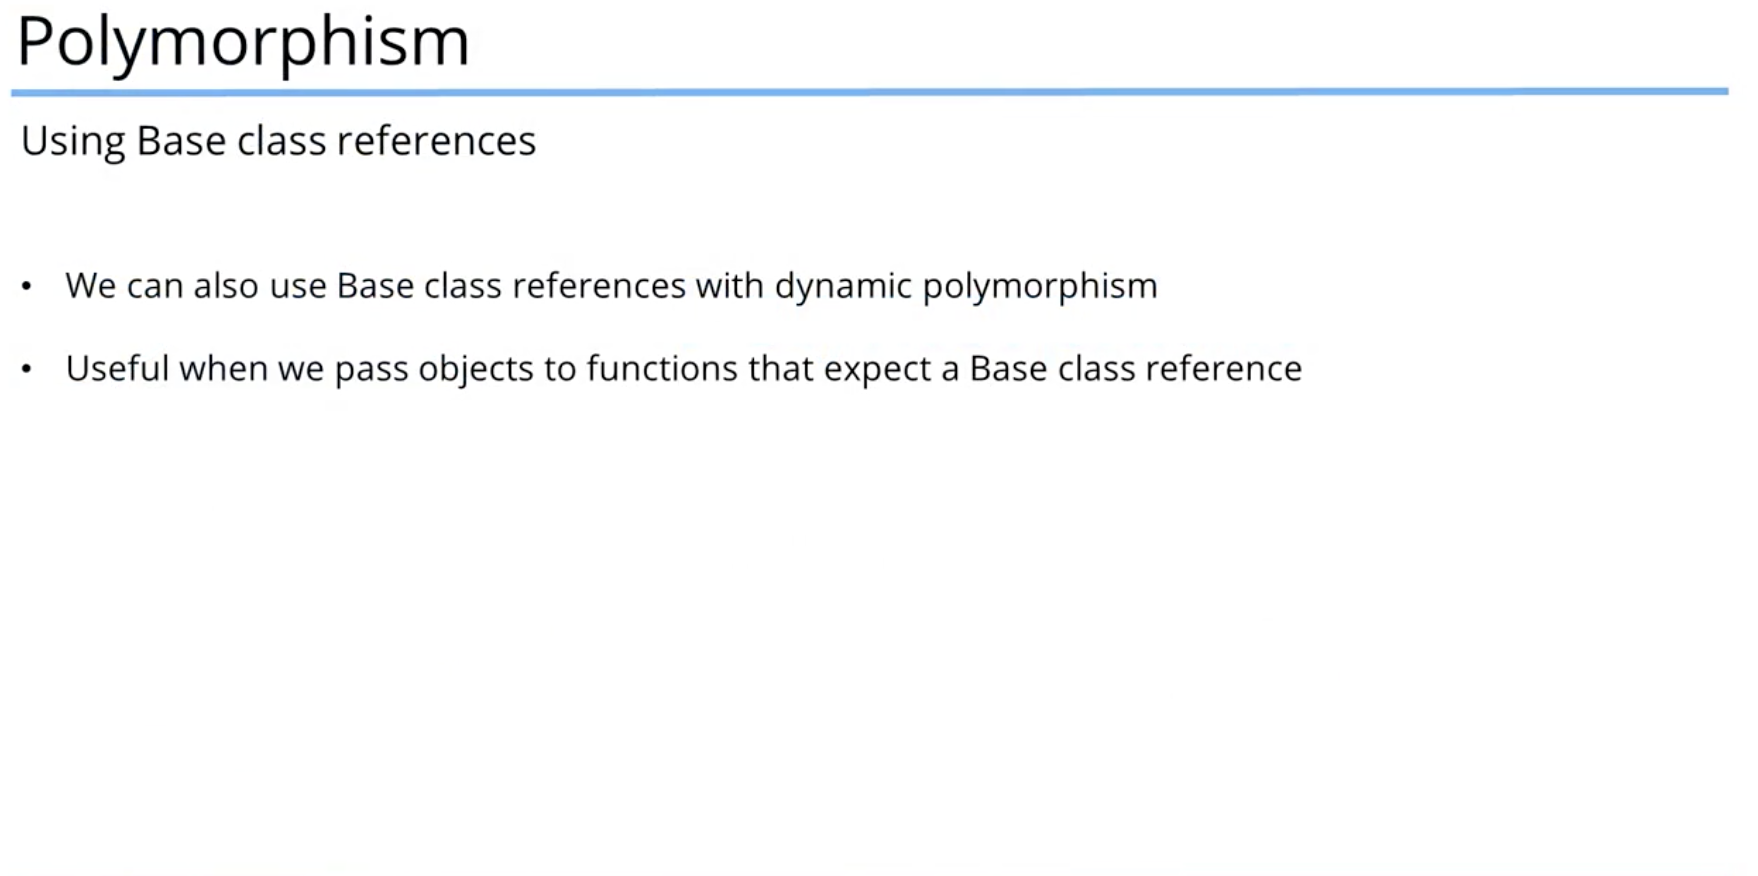 Polymorphism
Using Base class references
• We can also use Base class references with dynamic polymorphism
• Useful when we pass objects to functions that expect a Base class reference